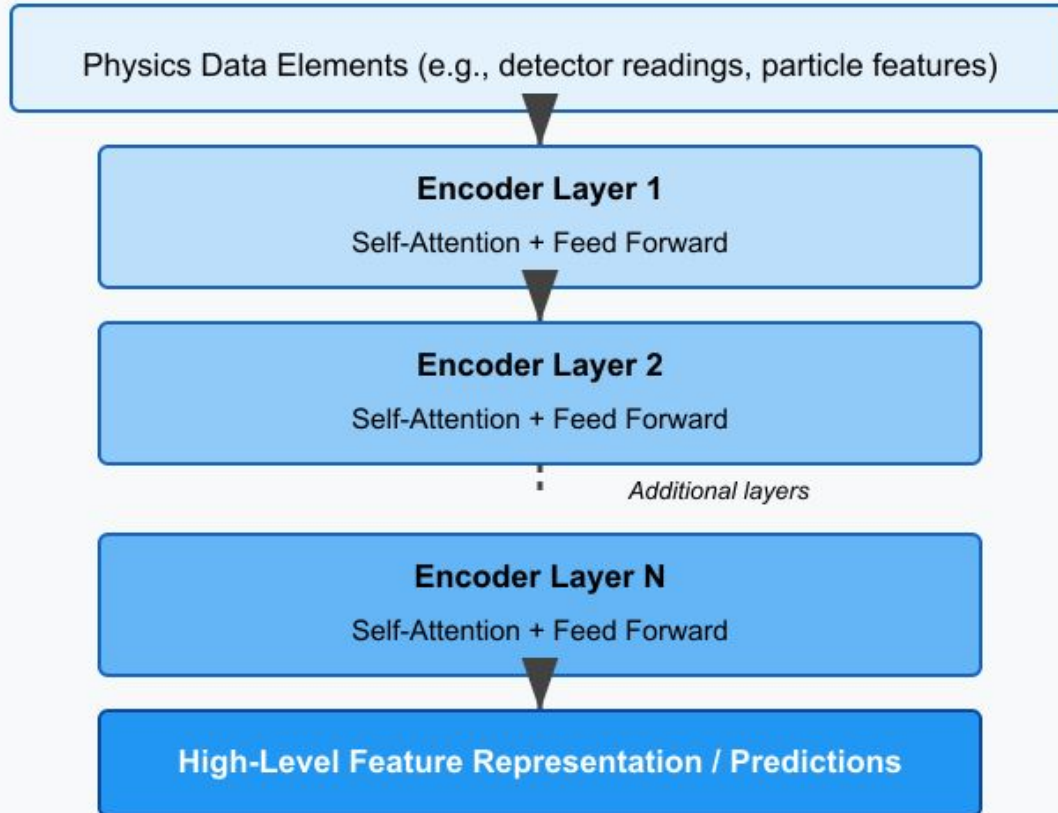 Physics Data Elements (e.g., detector readings, particle features)
Encoder Layer 1
Self-Attention + Feed Forward
Encoder Layer 2
Self-Attention + Feed Forward
Additional layers
Encoder Layer N
Self-Attention + Feed Forward
High-Level Feature Representation / Predictions